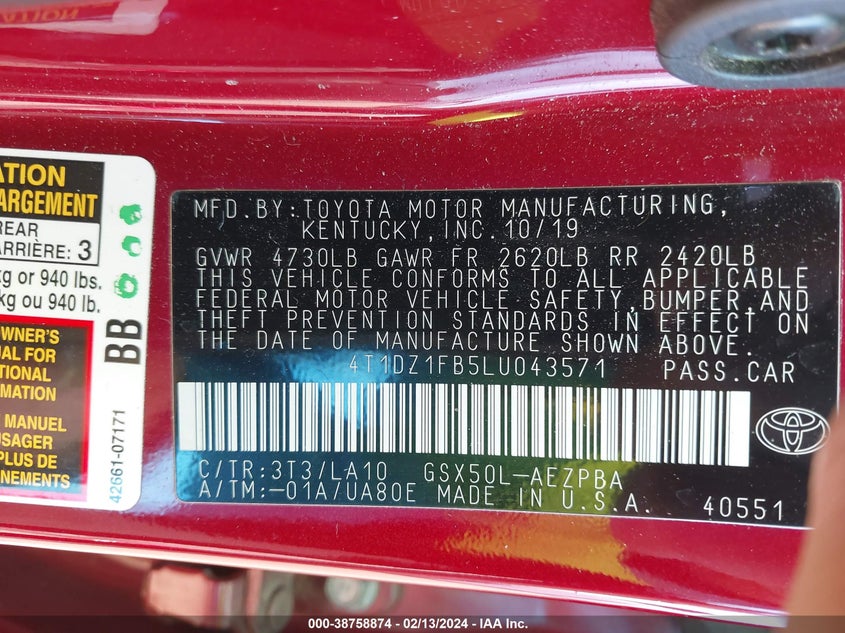 ATION
ARGEMENT
REAR
ARRIÈRE: 3
kg or 940 lbs.
kg ou 940 lb.
OWNER'S
UAL FOR
TIONAL
RMATION
MANUEL
USAGER
PLUS DE
NEMENTS
BB
42661-07171
MFD.BY:TOYOTA MOTOR MANUFACTURING,
KENTUCKY,INC.10/19
GVWR 4730LB GAWR FR 2620LB RR 2420LB
THIS VEHICLE CONFORMS TO ALL APPLICABLE
FEDERAL MOTOR VEHICLE SAFETY,BUMPER,AND
THEFT PREVENTION STANDARDS IN EFFECT ON
THE DATE OF MANUFACTURE SHOWN ABOVE.
4T1DZ1FB5LU043571 PASS.CAR
C/TR:3T3/LA10 GSX50L-AEZPBA
A/TM:-01A/UA80E MADE IN U.S.A. 40551
000-38758874 - 02/13/2024 - IAA Inc.